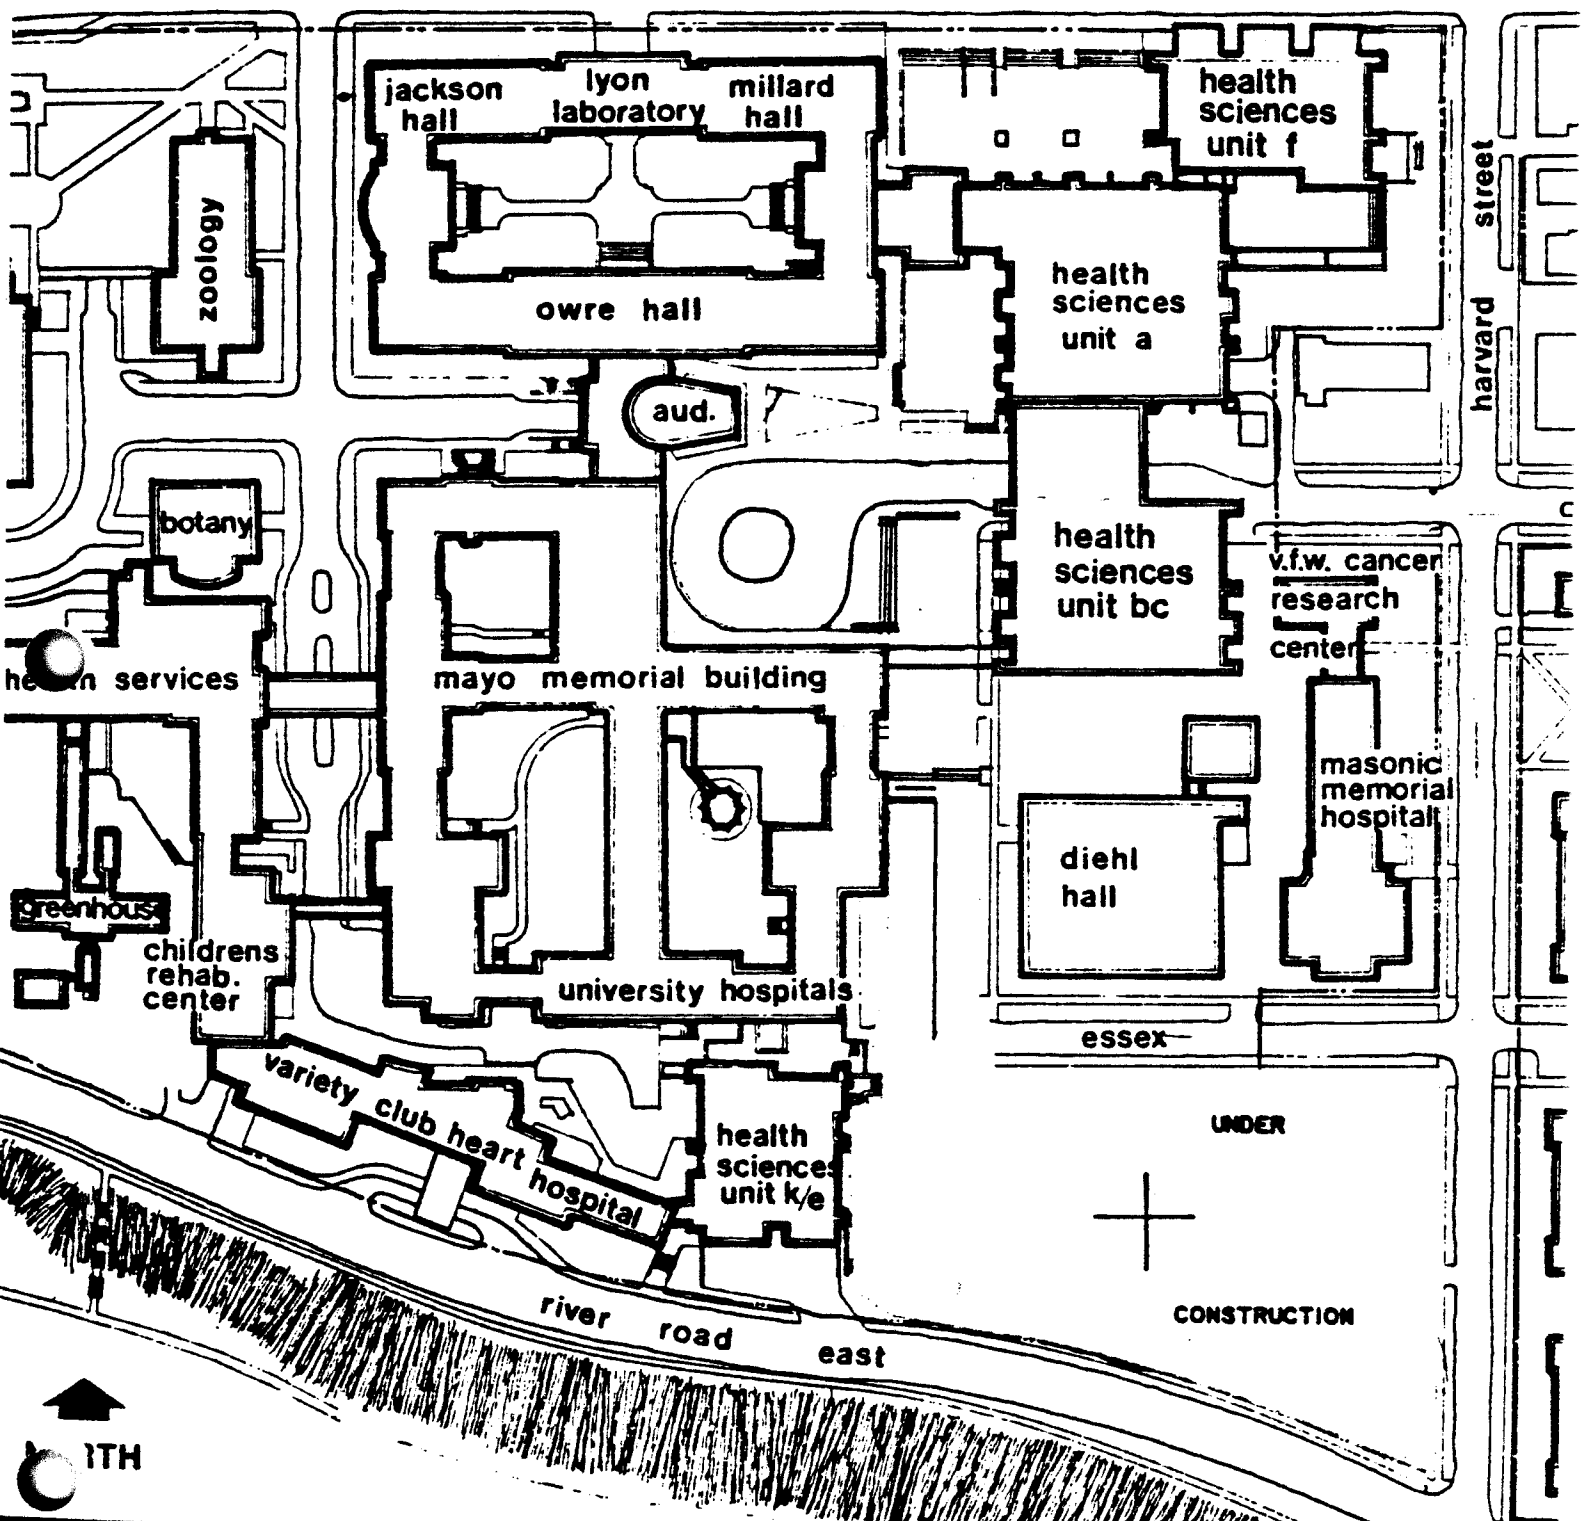 jackson
hall
lyon
laboratory
millard
hall
health
sciences
unit f
zoology
harvard street
health
sciences
unit a
owre hall
aud.
botany
health
sciences
unit bc
v.f.w. cancer
research
center
services
mayo memorial building
masonic
memorial
hospital
diehl
hall
greenhouse
childrens
rehab.
center
university hospitals
essex
variety club heart hospital
health
sciences
unit k/e
UNDER
CONSTRUCTION
river road east